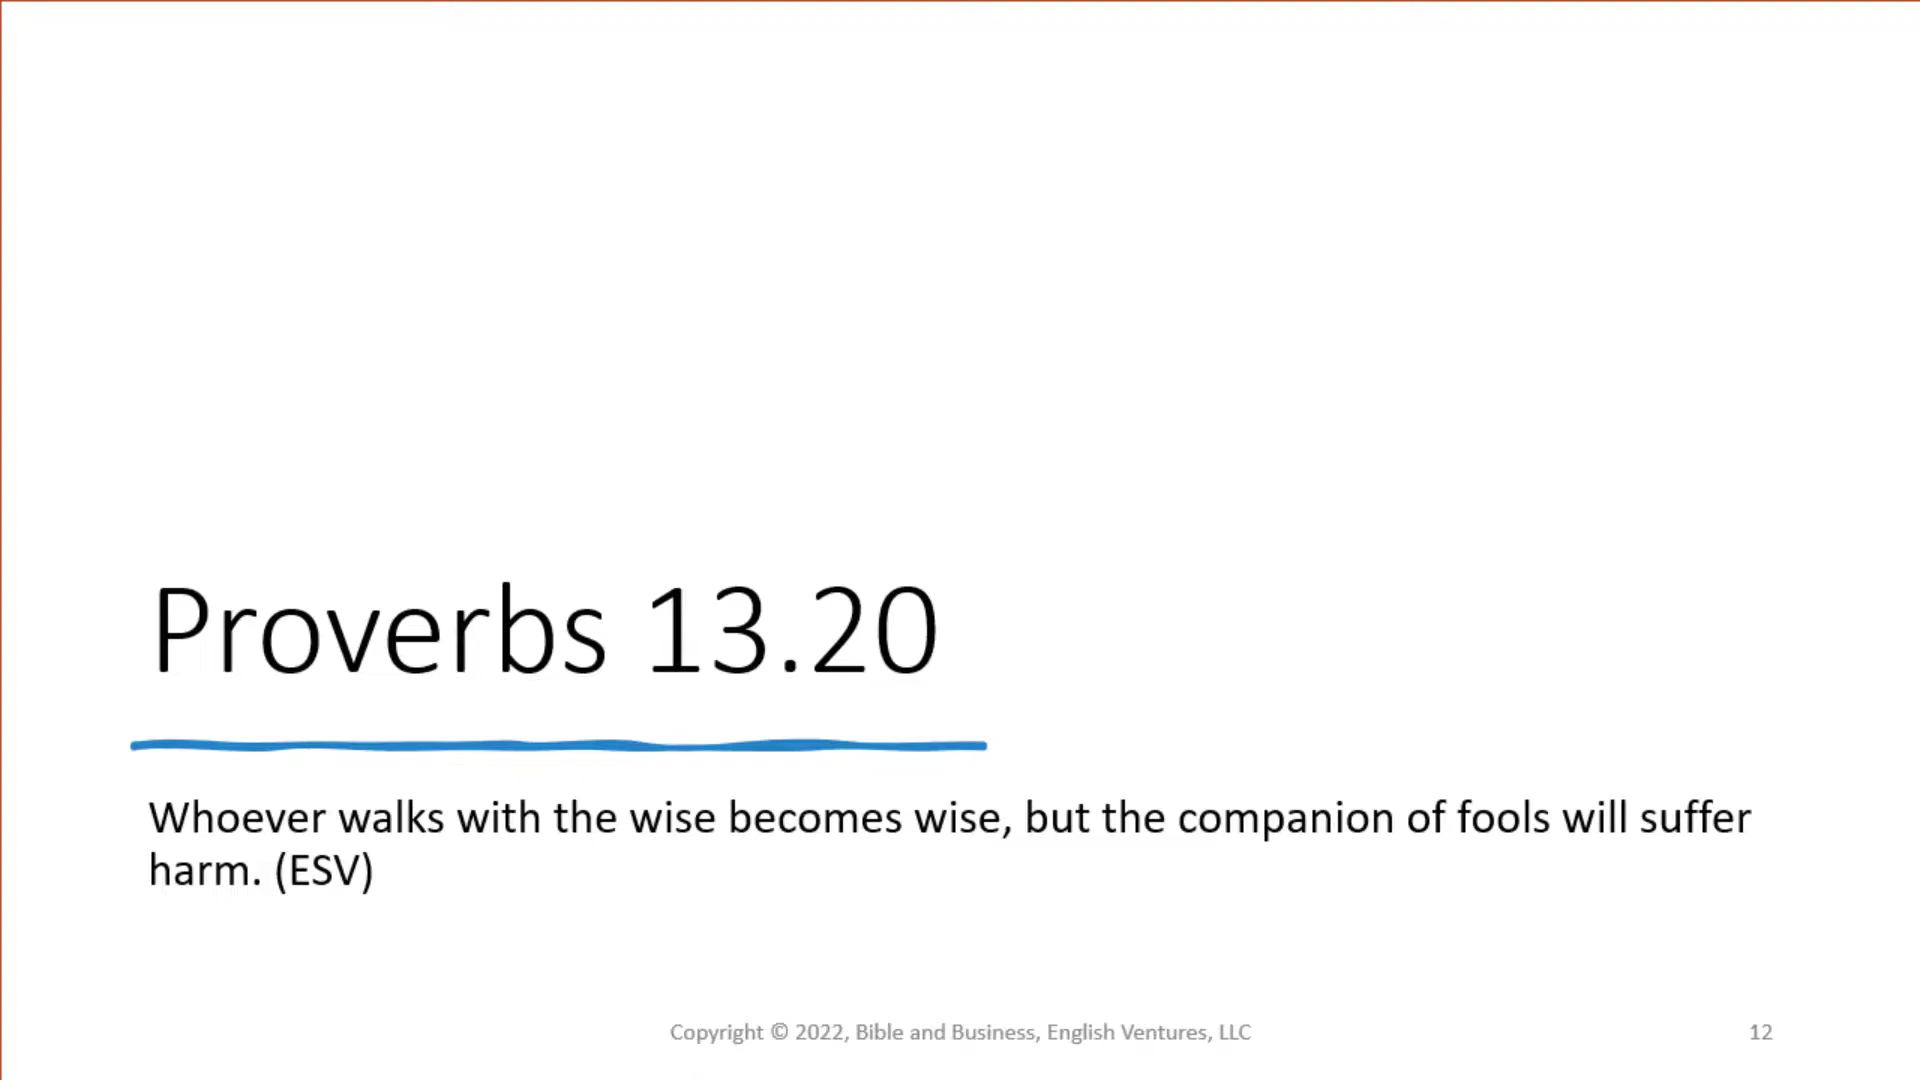 Proverbs 13.20
Whoever walks with the wise becomes wise, but the companion of fools will suffer
harm. (ESV)
Copyright © 2022, Bible and Business, English Ventures, LLC
12